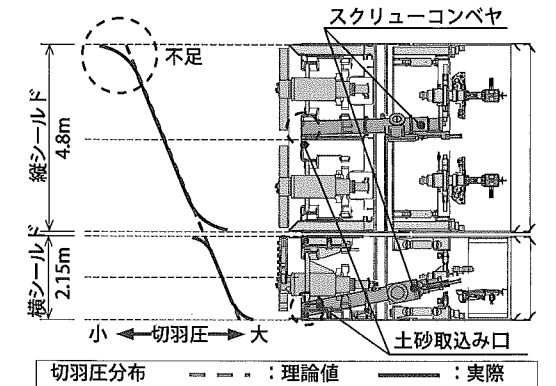 スクリューコンベヤ
不足
縦シールド
4.8m
横シールド
2.15m
小 切羽圧 大
土砂取込み口
切羽圧分布 :理論値 :実際